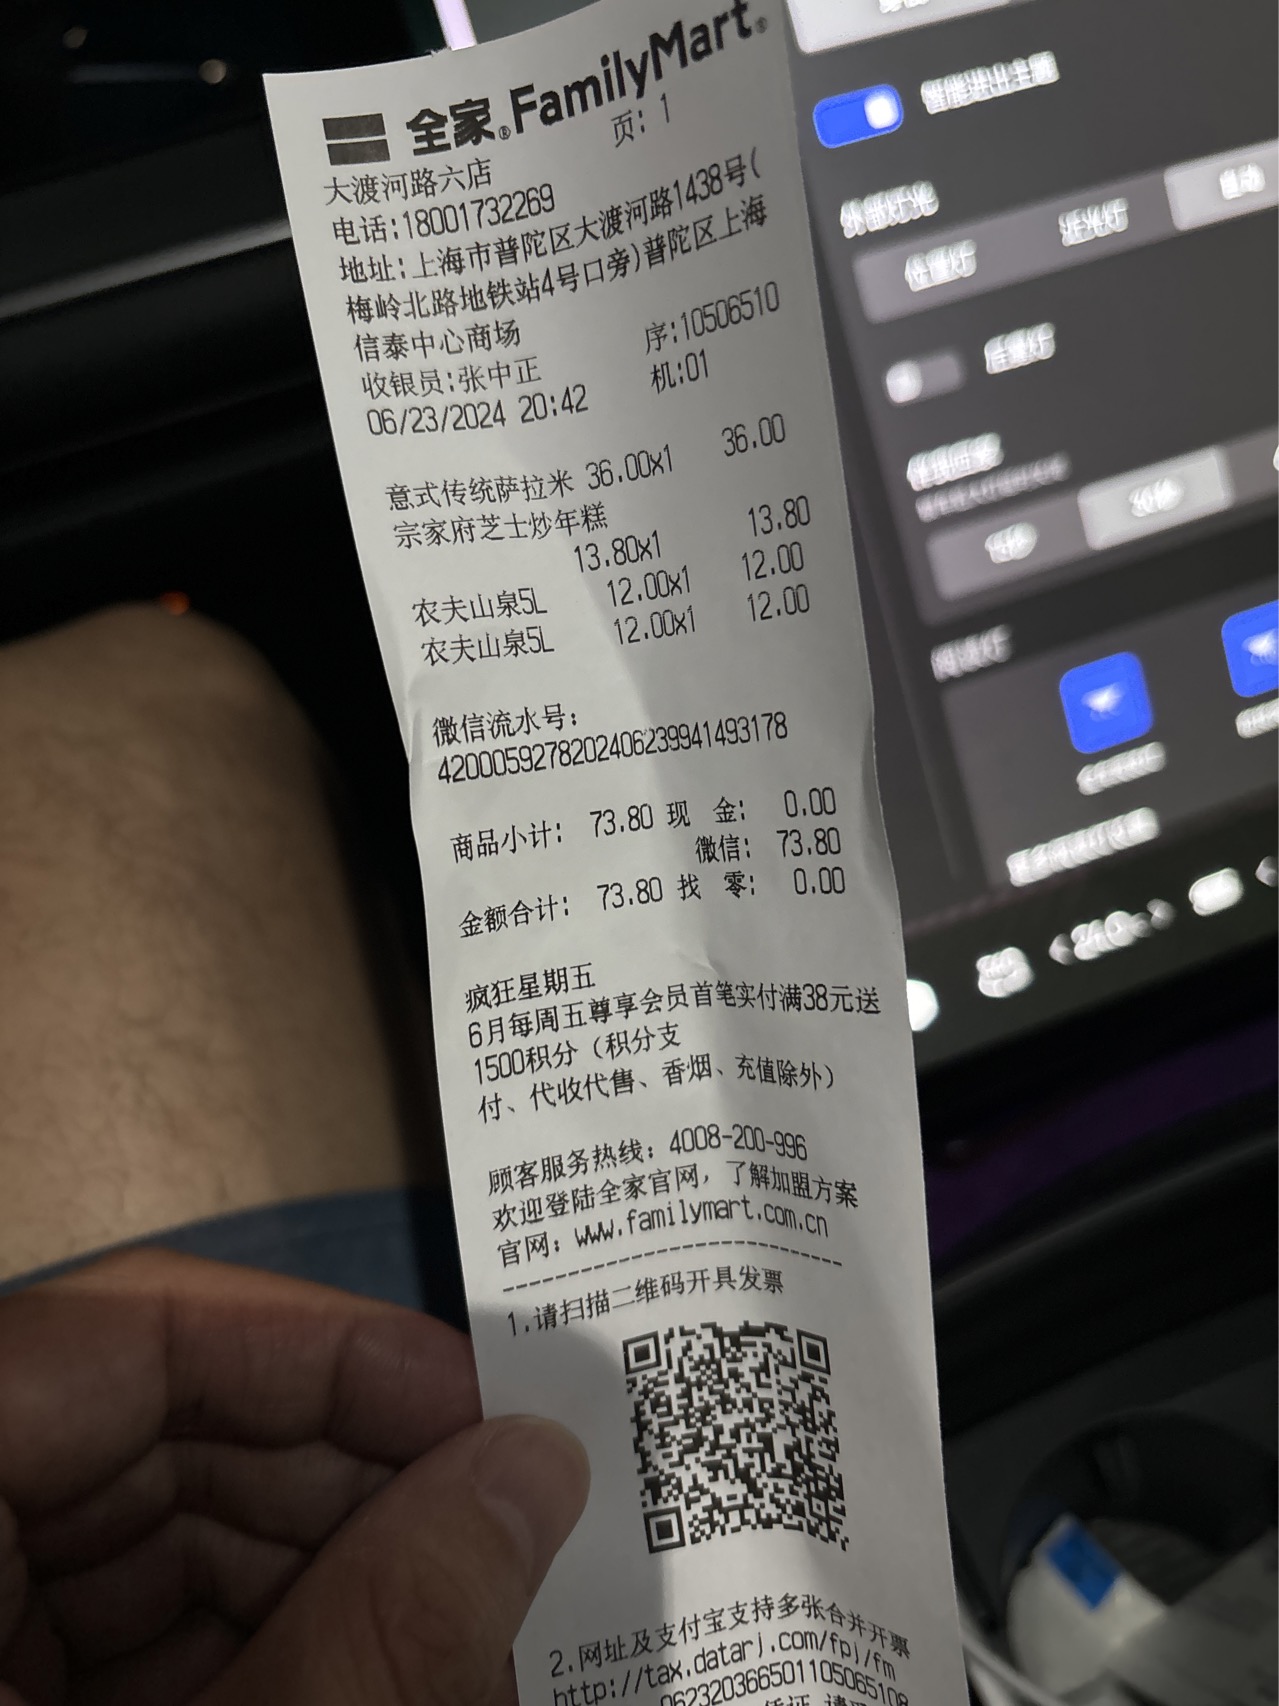 全家®FamilyMart®
页: 1
大渡河路六店
电话:18001732269
地址:上海市普陀区大渡河路1438号(
梅岭北路地铁站4号口旁)普陀区上海
信泰中心商场 序:10506510
收银员:张中正 机:01
06/23/2024 20:42
意式传统萨拉米 36.00x1 36.00
宗家府芝士炒年糕
13.80x1 13.80
农夫山泉5L 12.00x1 12.00
农夫山泉5L 12.00x1 12.00
微信流水号:
4200059278202406239941493178
商品小计: 73.80 现 金: 0.00
微信: 73.80
金额合计: 73.80 找 零: 0.00
疯狂星期五
6月每周五尊享会员首笔实付满38元送
1500积分(积分支
付、代收代售、香烟、充值除外)
顾客服务热线:4008-200-996
欢迎登陆全家官网,了解加盟方案
官网:www.familymart.com.cn
1.请扫描二维码开具发票
2.网址及支付宝支持多张合并开票
http://tax.datarj.com/fpj/fm
自动
近光灯
位置灯